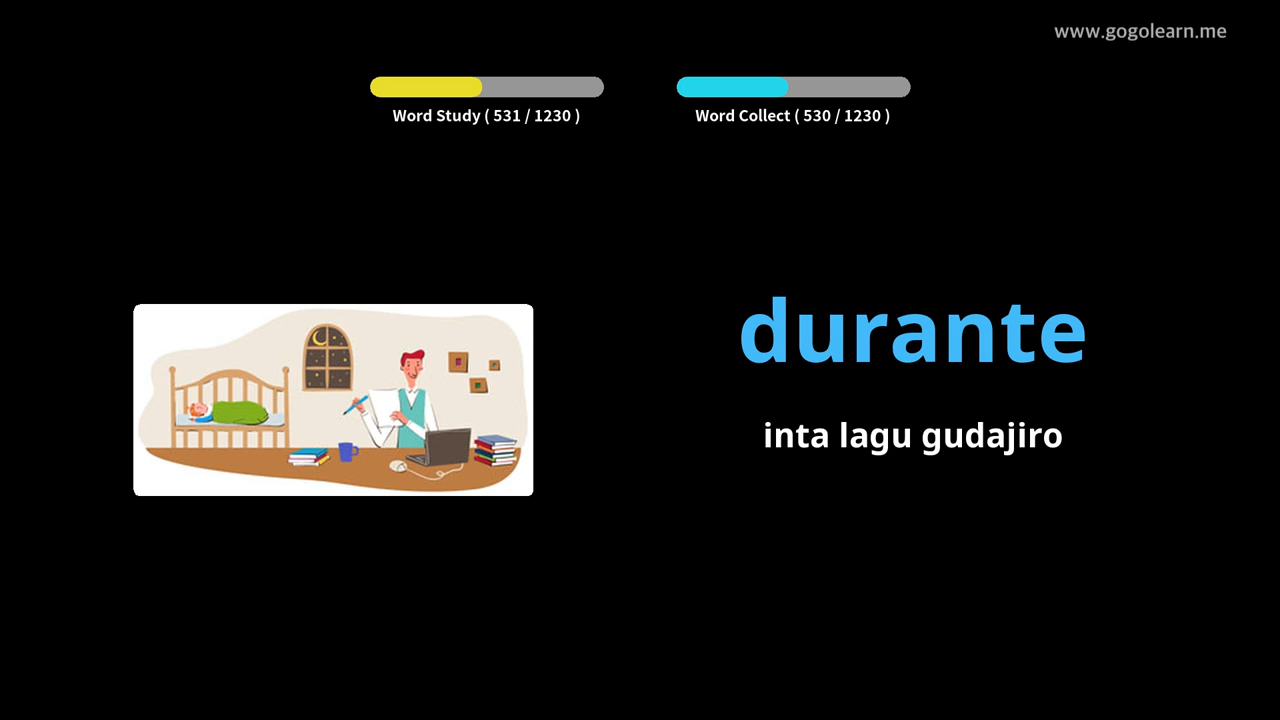 www.gogolearn.me
Word Study ( 531 / 1230 )
Word Collect ( 530 / 1230 )
durante
inta lagu gudajiro